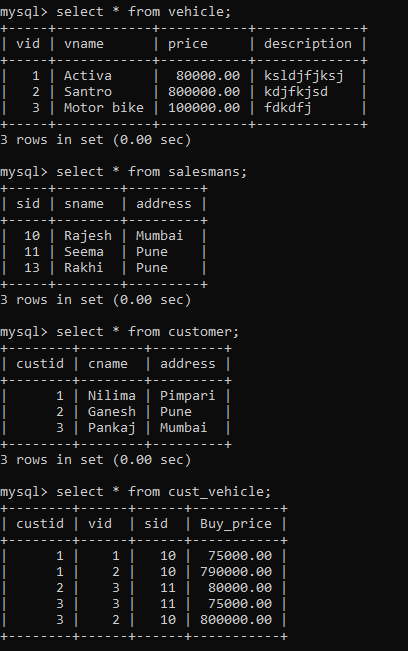 mysql> select * from vehicle;
+-----+------------+-----------+-------------+
| vid | vname      | price     | description |
+-----+------------+-----------+-------------+
|   1 | Activa     |  80000.00 | ksldjfjksj  |
|   2 | Santro     | 800000.00 | kdjfkjsd    |
|   3 | Motor bike | 100000.00 | fdkdfj      |
+-----+------------+-----------+-------------+
3 rows in set (0.00 sec)

mysql> select * from salesmans;
+-----+--------+---------+
| sid | sname  | address |
+-----+--------+---------+
|  10 | Rajesh | Mumbai  |
|  11 | Seema  | Pune    |
|  13 | Rakhi  | Pune    |
+-----+--------+---------+
3 rows in set (0.00 sec)

mysql> select * from customer;
+--------+--------+---------+
| custid | cname  | address |
+--------+--------+---------+
|      1 | Nilima | Pimpari |
|      2 | Ganesh | Pune    |
|      3 | Pankaj | Mumbai  |
+--------+--------+---------+
3 rows in set (0.00 sec)

mysql> select * from cust_vehicle;
+--------+-----+-----+-----------+
| custid | vid | sid | Buy_price |
+--------+-----+-----+-----------+
|      1 |   1 |  10 |  75000.00 |
|      1 |   2 |  10 | 790000.00 |
|      2 |   3 |  11 |  80000.00 |
|      3 |   3 |  11 |  75000.00 |
|      3 |   2 |  10 | 800000.00 |
+--------+-----+-----+-----------+